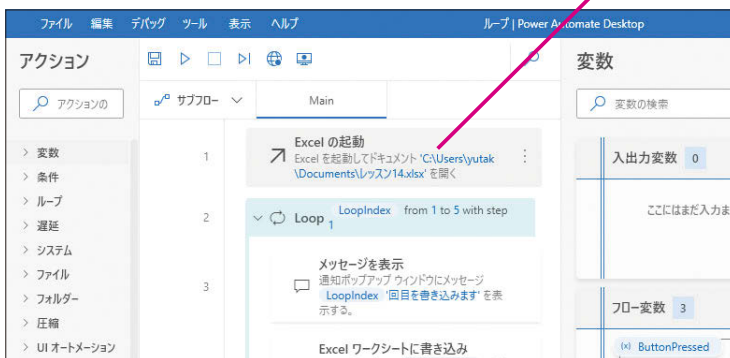 ファイル 編集 デバッグ ツール 表示 ヘルプ ループ | Power Automate Desktop
アクション
アクションの
変数
条件
ループ
遅延
システム
ファイル
フォルダー
圧縮
UI オートメーション
サブフロー
Main
1
Excel の起動
Excel を起動してドキュメント 'C:\Users\yutak
\Documents\レッスン14.xlsx' を開く
2
Loop LoopIndex from 1 to 5 with step
1
3
メッセージを表示
通知ポップアップ ウィンドウにメッセージ
LoopIndex '回目を書き込みます' を表
示する。
Excel ワークシートに書き込み
変数
変数の検索
入出力変数 0
ここにはまだ入力ま
フロー変数 3
(x) ButtonPressed